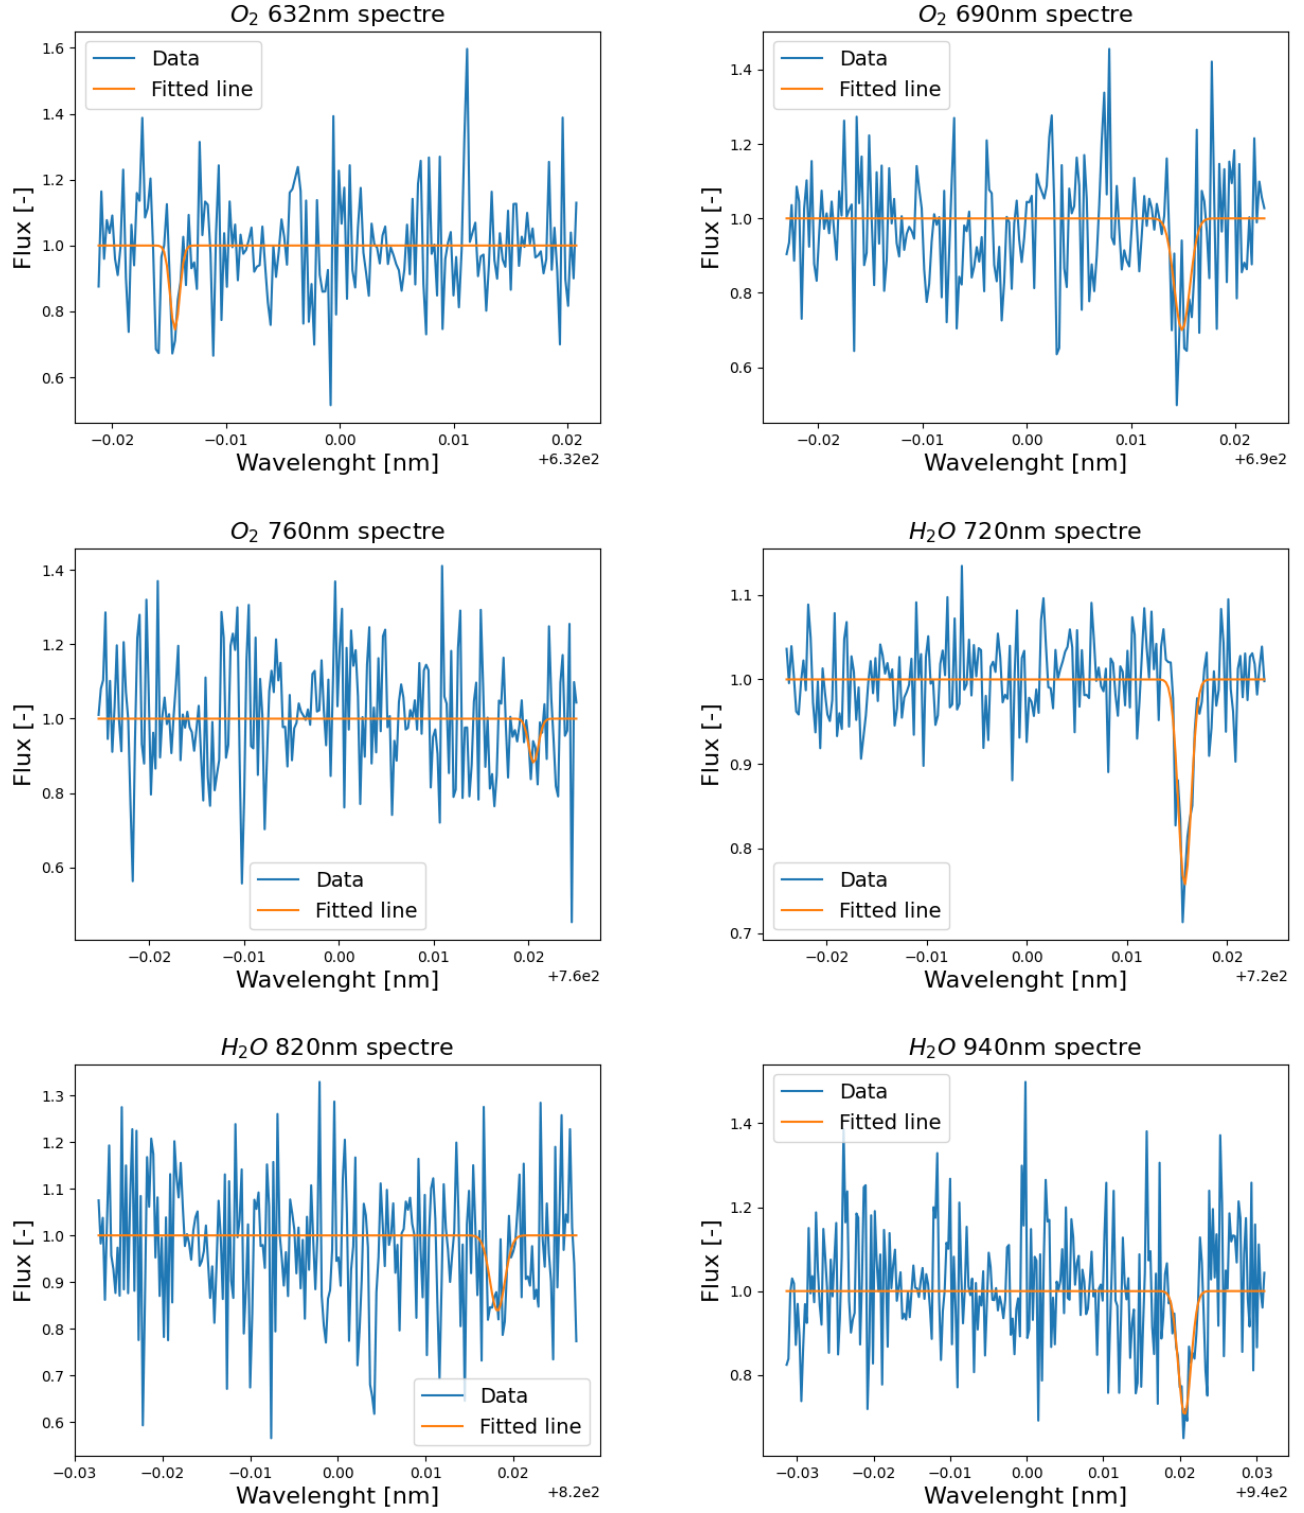 O₂ 632nm spectre
Flux [-]
1.6
1.4
1.2
1.0
0.8
0.6
Data
Fitted line
−0.02 −0.01 0.00 0.01 0.02
+6.32e2
Wavelenght [nm]
O₂ 690nm spectre
Flux [-]
1.4
1.2
1.0
0.8
0.6
Data
Fitted line
−0.02 −0.01 0.00 0.01 0.02
+6.9e2
Wavelenght [nm]
O₂ 760nm spectre
Flux [-]
1.4
1.2
1.0
0.8
0.6
Data
Fitted line
−0.02 −0.01 0.00 0.01 0.02
+7.6e2
Wavelenght [nm]
H₂O 720nm spectre
Flux [-]
1.1
1.0
0.9
0.8
0.7
Data
Fitted line
−0.02 −0.01 0.00 0.01 0.02
+7.2e2
Wavelenght [nm]
H₂O 820nm spectre
Flux [-]
1.3
1.2
1.1
1.0
0.9
0.8
0.7
0.6
Data
Fitted line
−0.03 −0.02 −0.01 0.00 0.01 0.02
+8.2e2
Wavelenght [nm]
H₂O 940nm spectre
Flux [-]
1.4
1.2
1.0
0.8
Data
Fitted line
−0.03 −0.02 −0.01 0.00 0.01 0.02 0.03
+9.4e2
Wavelenght [nm]